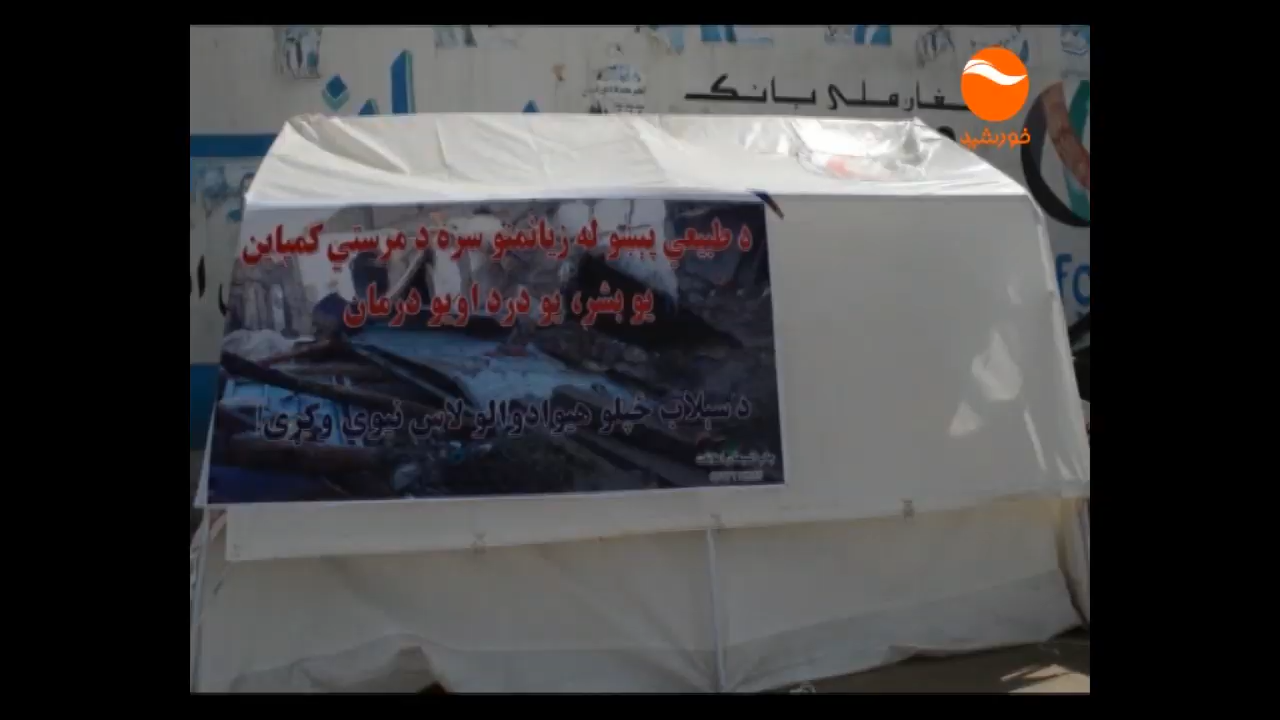 ملي بانک
خورشید
د طبیعي پېښو له زیانمنو سره د مرستي کمپاین
یو بشر، یو درد او یو درمان
د سېلاب ځپلو هیوادوالو لاس نیوي وکړی!